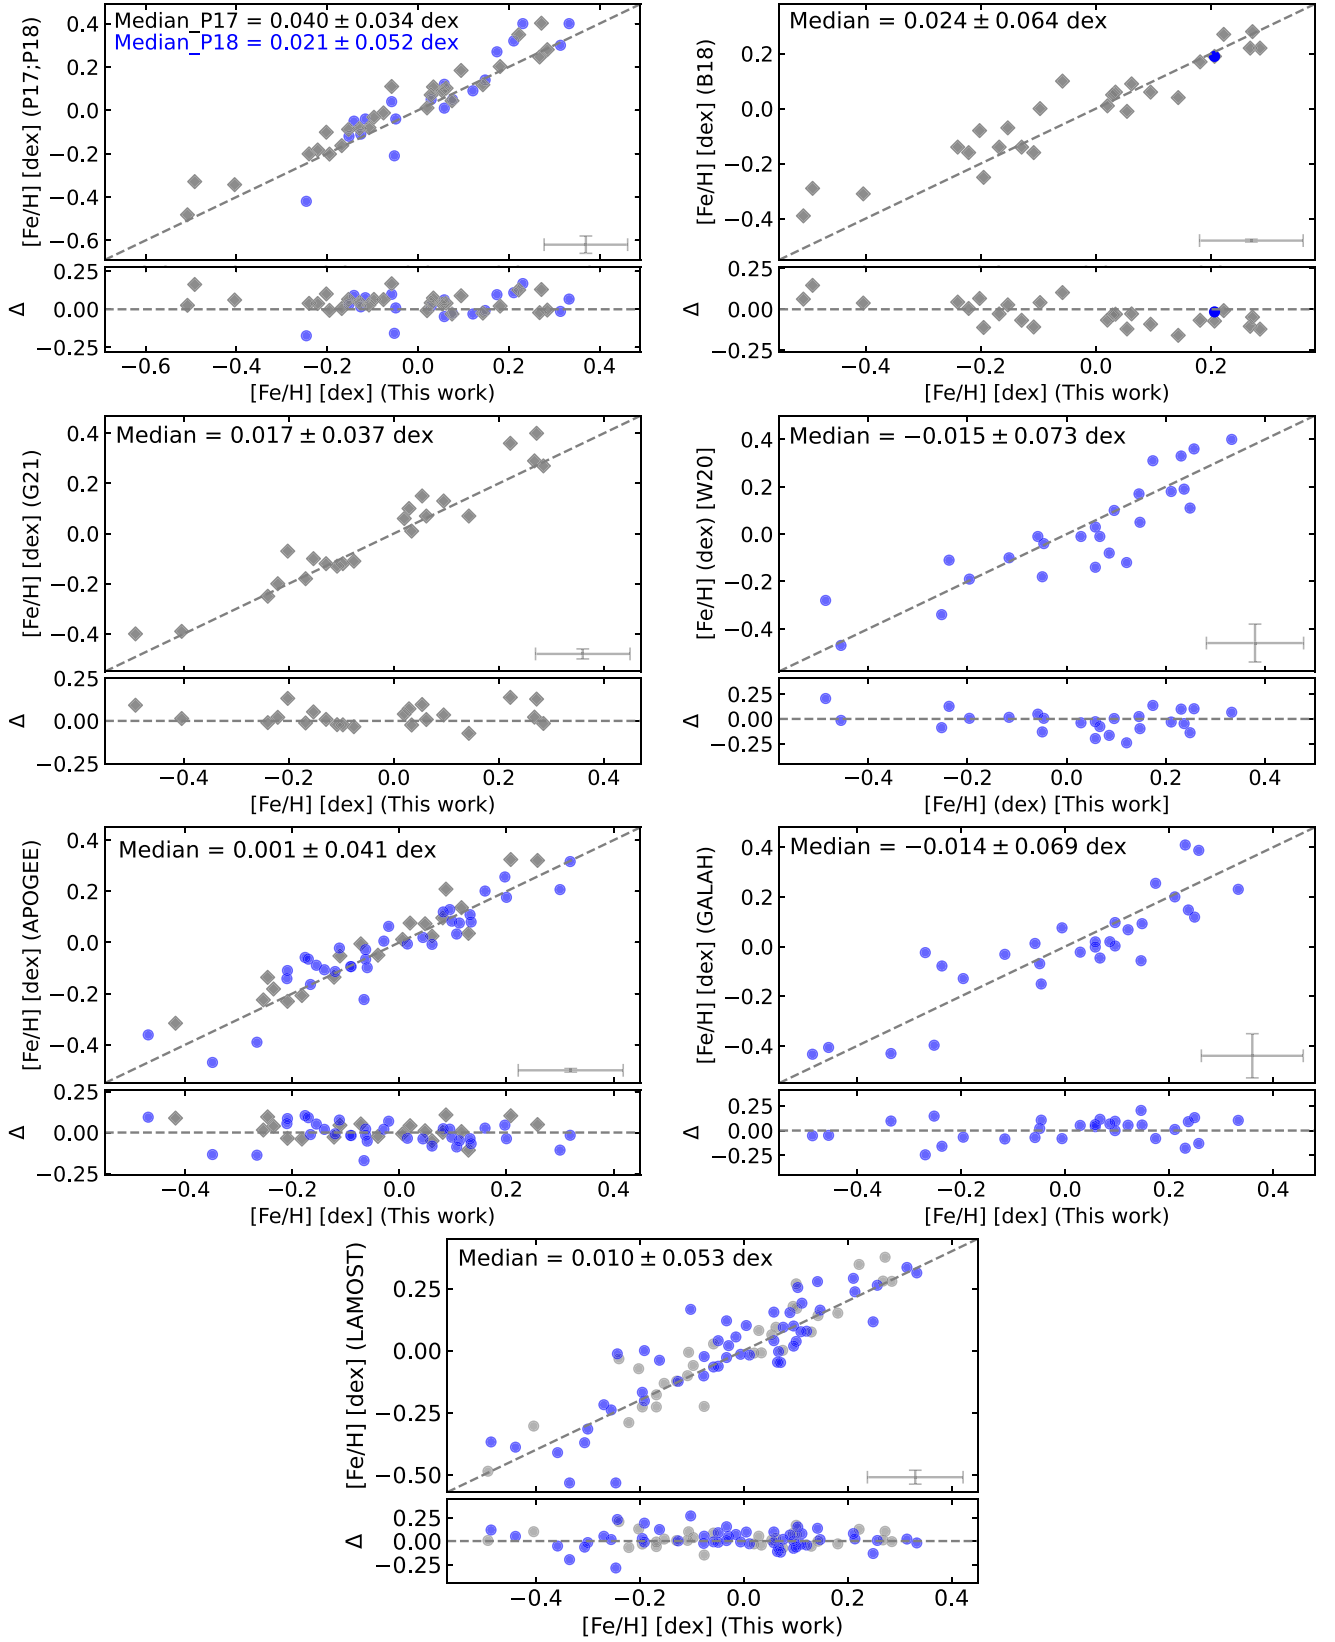 Median_P17 = 0.040 ± 0.034 dex
Median_P18 = 0.021 ± 0.052 dex
[Fe/H] [dex] (P17;P18)
0.4
0.2
0.0
−0.2
−0.4
−0.6
Δ
0.25
0.00
−0.25
−0.6 −0.4 −0.2 0.0 0.2 0.4
[Fe/H] [dex] (This work)
Median = 0.024 ± 0.064 dex
[Fe/H] [dex] (B18)
0.2
0.0
−0.2
−0.4
Δ
0.25
0.00
−0.25
−0.4 −0.2 0.0 0.2
[Fe/H] [dex] (This work)
Median = 0.017 ± 0.037 dex
[Fe/H] [dex] (G21)
0.4
0.2
0.0
−0.2
−0.4
Δ
0.25
0.00
−0.25
−0.4 −0.2 0.0 0.2 0.4
[Fe/H] [dex] (This work)
Median = −0.015 ± 0.073 dex
[Fe/H] (dex) [W20]
0.4
0.2
0.0
−0.2
−0.4
Δ
0.25
0.00
−0.25
−0.4 −0.2 0.0 0.2 0.4
[Fe/H] (dex) [This work]
Median = 0.001 ± 0.041 dex
[Fe/H] [dex] (APOGEE)
0.4
0.2
0.0
−0.2
−0.4
Δ
0.25
0.00
−0.25
−0.4 −0.2 0.0 0.2 0.4
[Fe/H] [dex] (This work)
Median = −0.014 ± 0.069 dex
[Fe/H] [dex] (GALAH)
0.4
0.2
0.0
−0.2
−0.4
Δ
0.25
0.00
−0.25
−0.4 −0.2 0.0 0.2 0.4
[Fe/H] [dex] (This work)
Median = 0.010 ± 0.053 dex
[Fe/H] [dex] (LAMOST)
0.25
0.00
−0.25
−0.50
Δ
0.25
0.00
−0.25
−0.4 −0.2 0.0 0.2 0.4
[Fe/H] [dex] (This work)